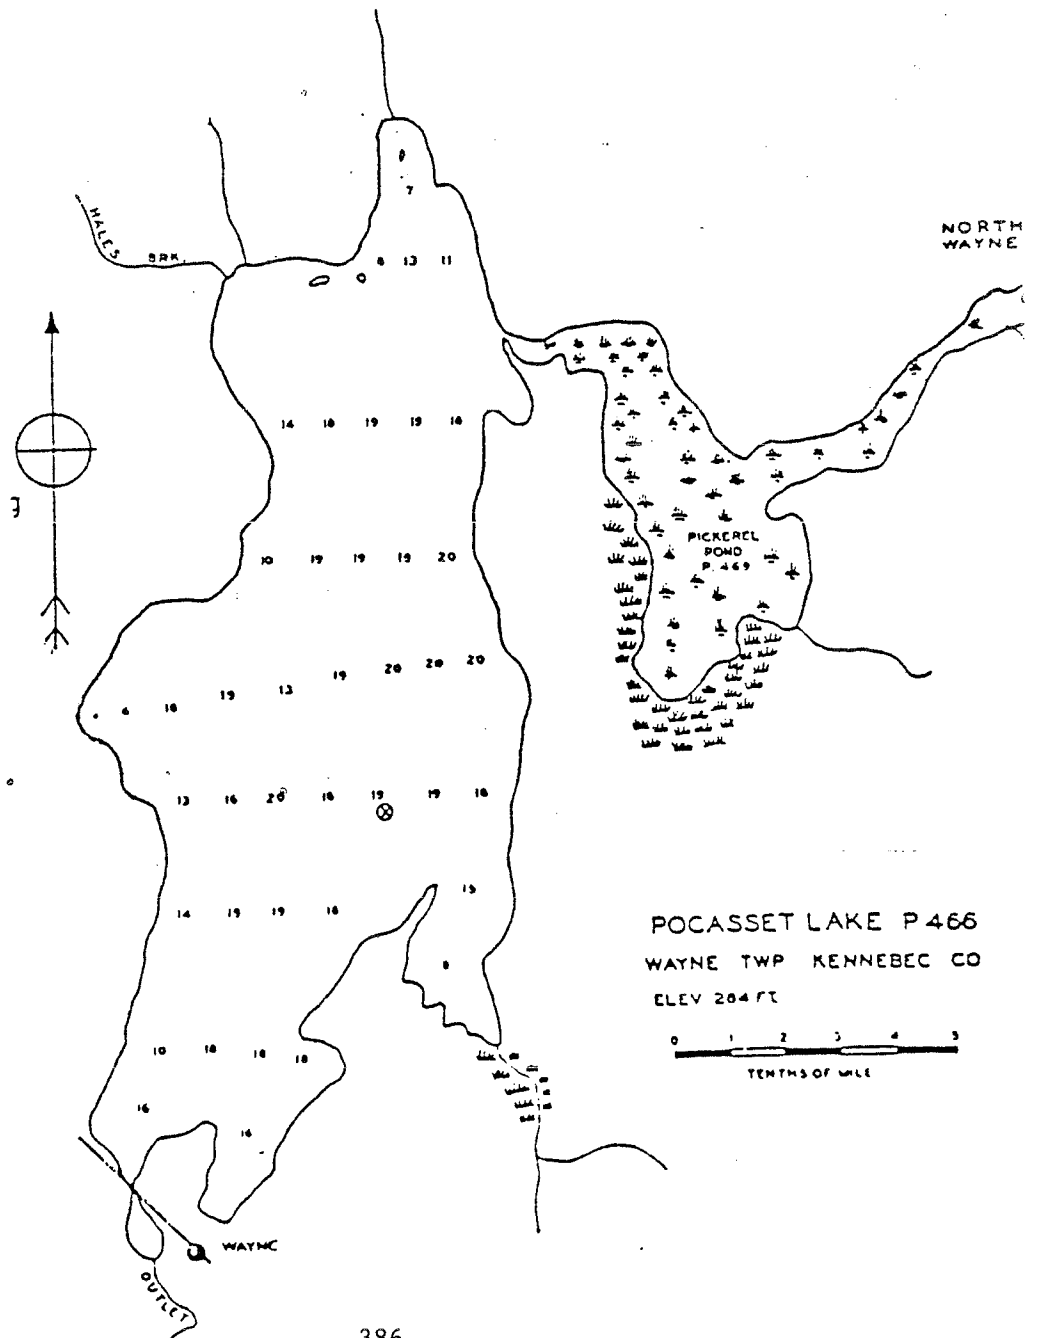 7
HALES BRK.
NORTH
WAYNE
8 13 11
14 18 19 19 18
10 19 19 19 20
PICKEREL
POND
P. 469
6 18 19 13 19 20 20 20
13 16 20 18 19 19 18
14 19 19 16 15
8
POCASSET LAKE P 466
WAYNE TWP KENNEBEC CO
ELEV 284 FT
0 1 2 3 4 5
TENTHS OF MILE
10 18 18 18
16
16
WAYNE
OUTLET
386